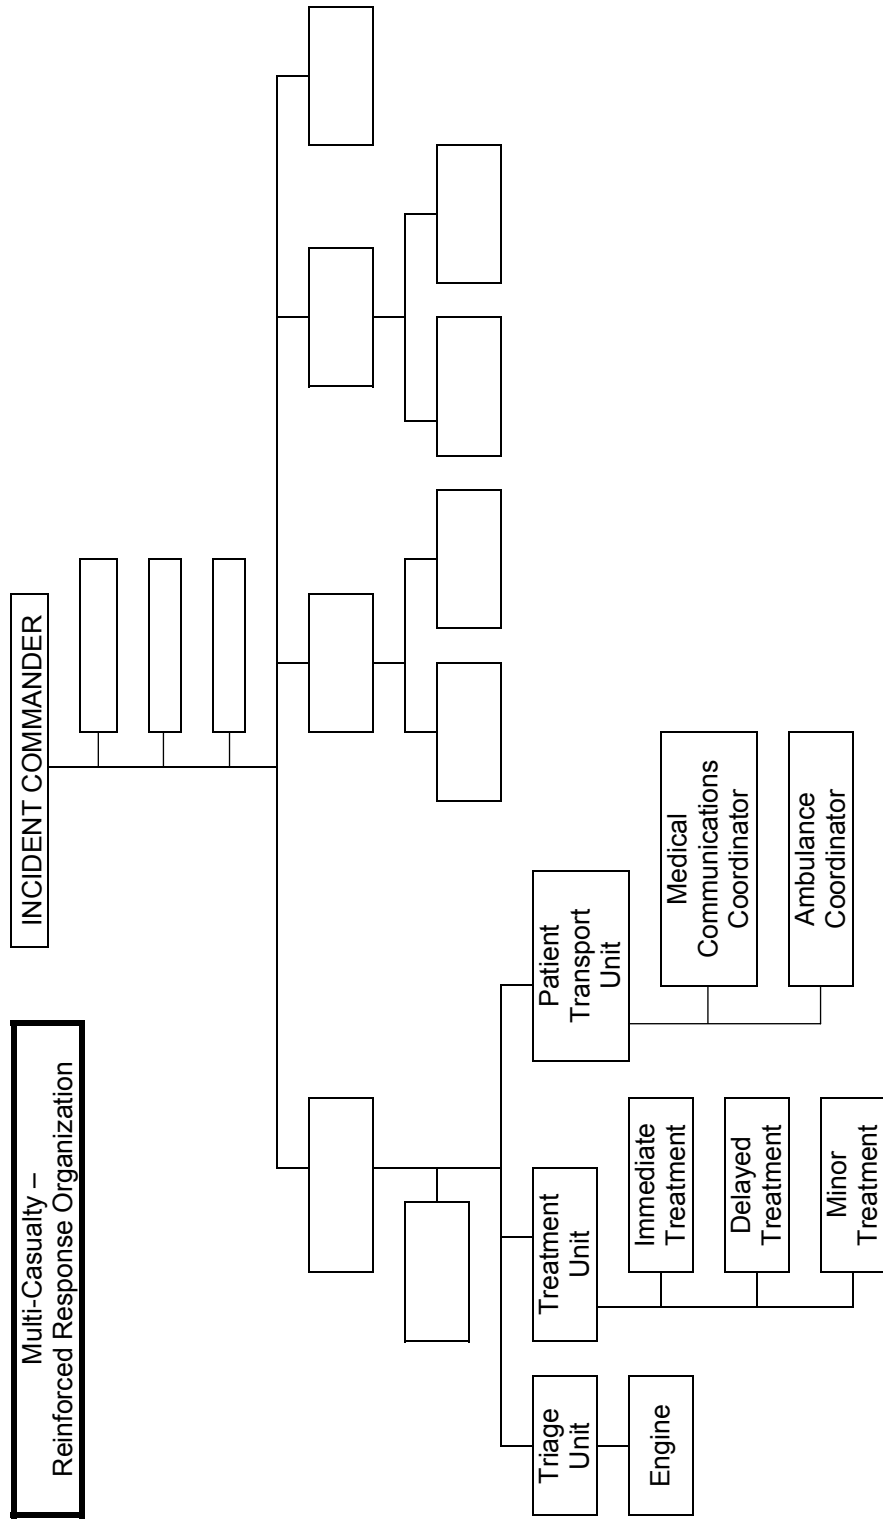 Multi-Casualty –
Reinforced Response Organization
INCIDENT COMMANDER
Triage
Unit
Engine
Treatment
Unit
Immediate
Treatment
Delayed
Treatment
Minor
Treatment
Patient
Transport
Unit
Medical
Communications
Coordinator
Ambulance
Coordinator